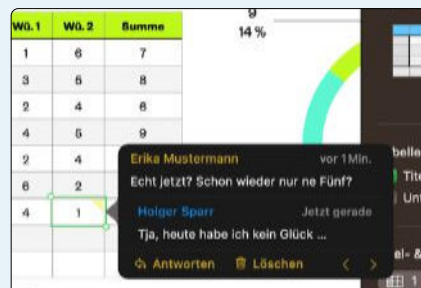 9
14 %
Wü. 1 Wü. 2 Summe
1 6 7
3 5 8
2 4 6
4 5 9
2 4
6 2
4 1
Erika Mustermann vor 1 Min.
Echt jetzt? Schon wieder nur ne Fünf?
Holger Sparr Jetzt gerade
Tja, heute habe ich kein Glück ...
Antworten Löschen
1